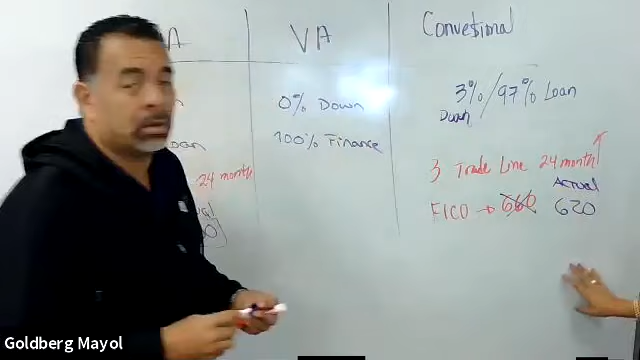 A
VA
Conventional
0% Down
3%/97% Loan
Down
100% Finance
3 Trade Line 24 month
24 month
Actual
FICO → 660 620
Goldberg Mayol